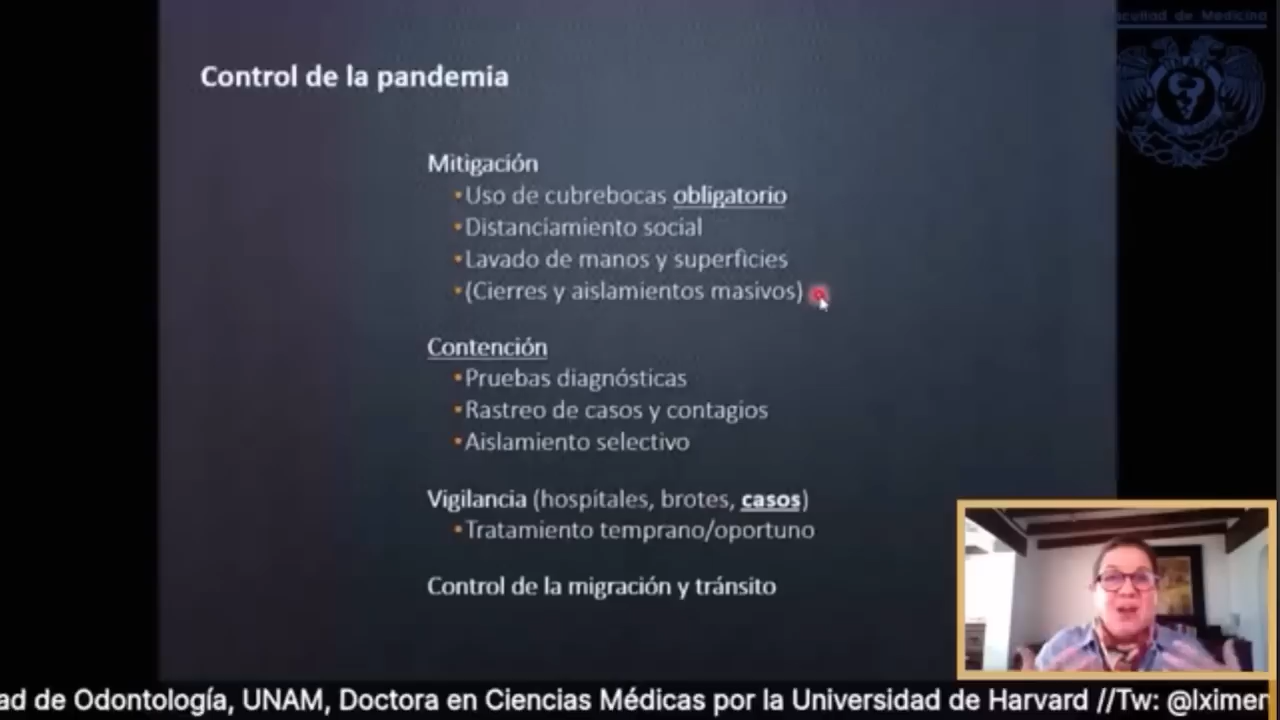 acultad de Medicina
Control de la pandemia
Mitigación
•Uso de cubrebocas obligatorio
•Distanciamiento social
•Lavado de manos y superficies
•(Cierres y aislamientos masivos)
Contención
•Pruebas diagnósticas
•Rastreo de casos y contagios
•Aislamiento selectivo
Vigilancia (hospitales, brotes, casos)
•Tratamiento temprano/oportuno
Control de la migración y tránsito
ad de Odontología, UNAM, Doctora en Ciencias Médicas por la Universidad de Harvard //Tw: @lximer